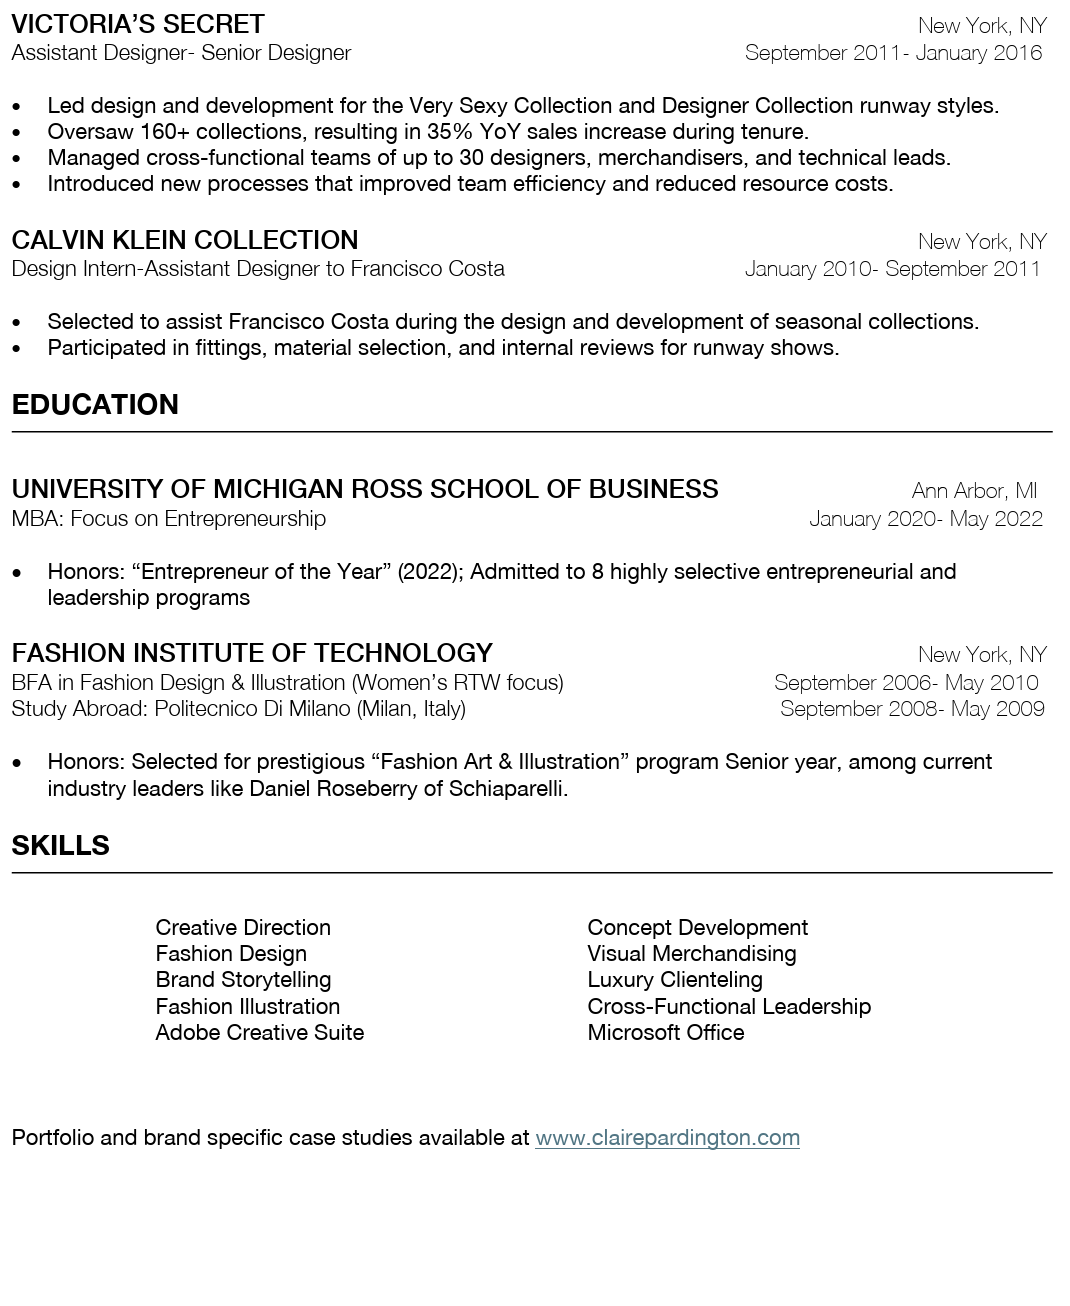 VICTORIA’S SECRET New York, NY
Assistant Designer- Senior Designer September 2011- January 2016
• Led design and development for the Very Sexy Collection and Designer Collection runway styles.
• Oversaw 160+ collections, resulting in 35% YoY sales increase during tenure.
• Managed cross-functional teams of up to 30 designers, merchandisers, and technical leads.
• Introduced new processes that improved team efficiency and reduced resource costs.
CALVIN KLEIN COLLECTION New York, NY
Design Intern-Assistant Designer to Francisco Costa January 2010- September 2011
• Selected to assist Francisco Costa during the design and development of seasonal collections.
• Participated in fittings, material selection, and internal reviews for runway shows.
EDUCATION
UNIVERSITY OF MICHIGAN ROSS SCHOOL OF BUSINESS Ann Arbor, MI
MBA: Focus on Entrepreneurship January 2020- May 2022
• Honors: “Entrepreneur of the Year” (2022); Admitted to 8 highly selective entrepreneurial and
leadership programs
FASHION INSTITUTE OF TECHNOLOGY New York, NY
BFA in Fashion Design & Illustration (Women’s RTW focus) September 2006- May 2010
Study Abroad: Politecnico Di Milano (Milan, Italy) September 2008- May 2009
• Honors: Selected for prestigious “Fashion Art & Illustration” program Senior year, among current
industry leaders like Daniel Roseberry of Schiaparelli.
SKILLS
Creative Direction Concept Development
Fashion Design Visual Merchandising
Brand Storytelling Luxury Clienteling
Fashion Illustration Cross-Functional Leadership
Adobe Creative Suite Microsoft Office
Portfolio and brand specific case studies available at www.clairepardington.com